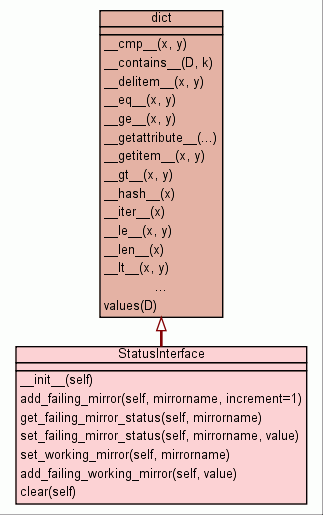 dict
__cmp__(x, y)
__contains__(D, k)
__delitem__(x, y)
__eq__(x, y)
__ge__(x, y)
__getattribute__(...)
__getitem__(x, y)
__gt__(x, y)
__hash__(x)
__iter__(x)
__le__(x, y)
__len__(x)
__lt__(x, y)
...
values(D)
StatusInterface
__init__(self)
add_failing_mirror(self, mirrorname, increment=1)
get_failing_mirror_status(self, mirrorname)
set_failing_mirror_status(self, mirrorname, value)
set_working_mirror(self, mirrorname)
add_failing_working_mirror(self, value)
clear(self)